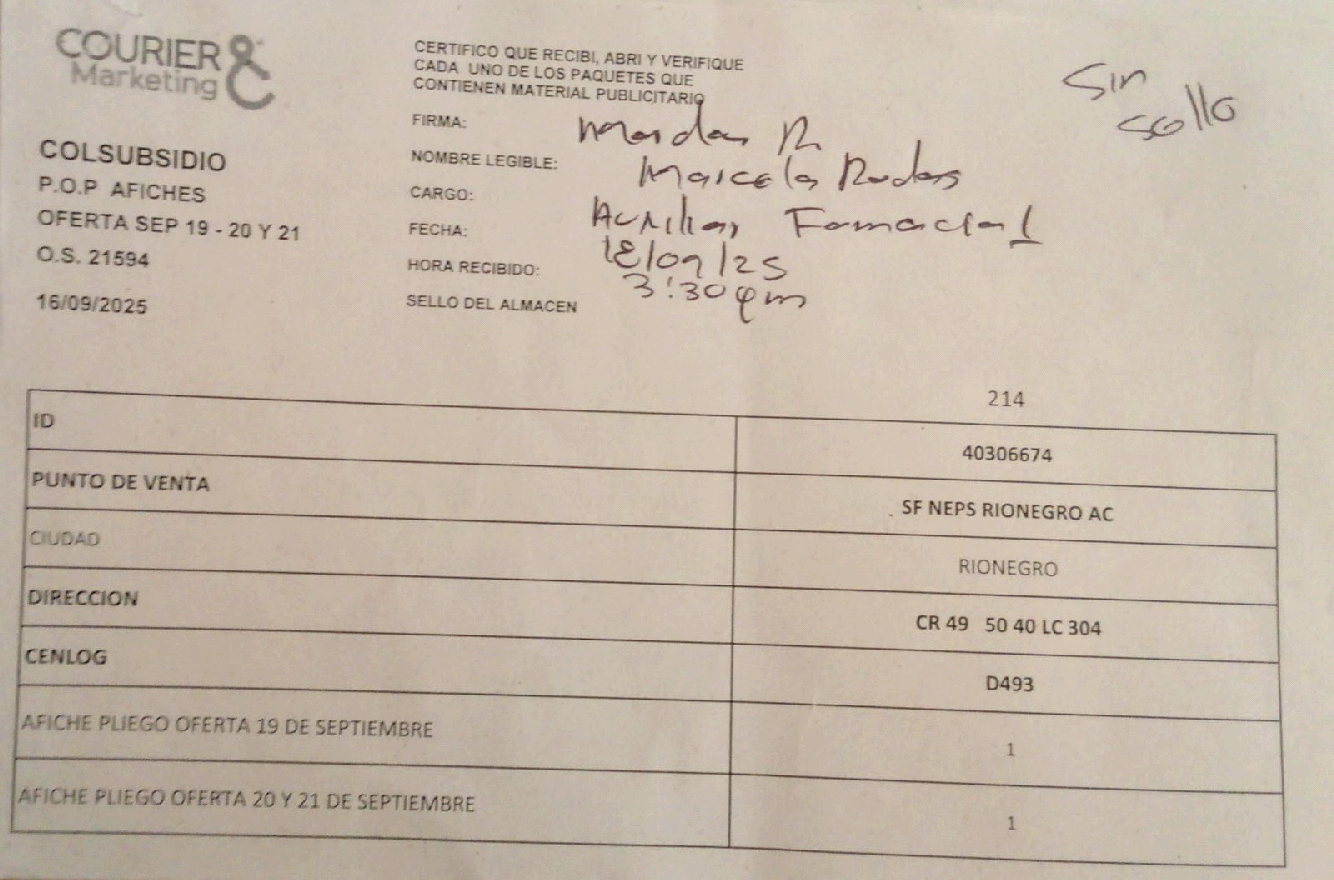 COURIER &
Marketing
CERTIFICO QUE RECIBI, ABRI Y VERIFIQUE
CADA UNO DE LOS PAQUETES QUE
CONTIENEN MATERIAL PUBLICITARIO
Sin
sello
COLSUBSIDIO
P.O.P AFICHES
OFERTA SEP 19 - 20 Y 21
O.S. 21594
16/09/2025
FIRMA:
NOMBRE LEGIBLE: Marcela Rodas
CARGO: Auxiliar Farmacia 1
FECHA: 18/09/25
HORA RECIBIDO: 3:30 pm
SELLO DEL ALMACEN
214
ID 40306674
PUNTO DE VENTA SF NEPS RIONEGRO AC
CIUDAD RIONEGRO
DIRECCION CR 49 50 40 LC 304
CENLOG D493
AFICHE PLIEGO OFERTA 19 DE SEPTIEMBRE 1
AFICHE PLIEGO OFERTA 20 Y 21 DE SEPTIEMBRE 1